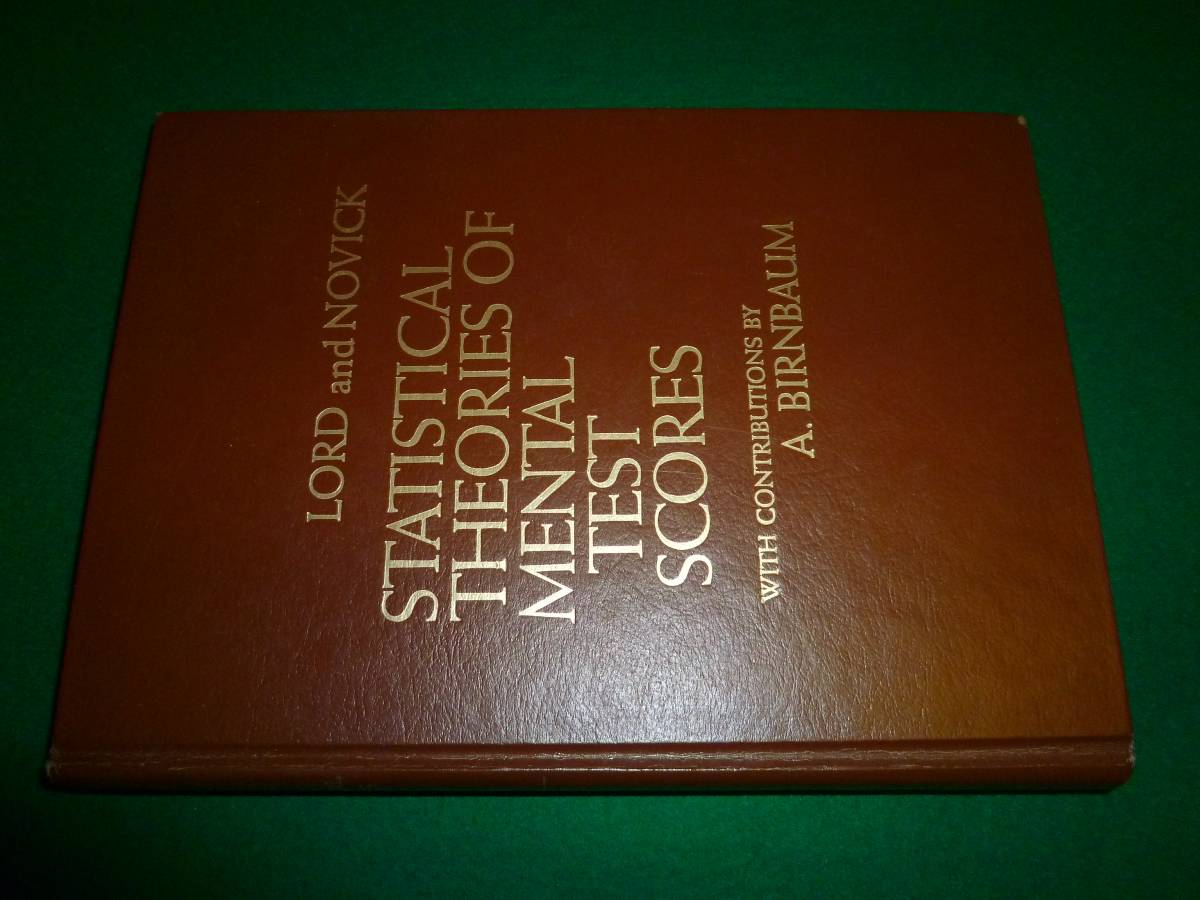 LORD and NOVICK
STATISTICAL
THEORIES OF
MENTAL
TEST
SCORES
WITH CONTRIBUTIONS BY
A. BIRNBAUM